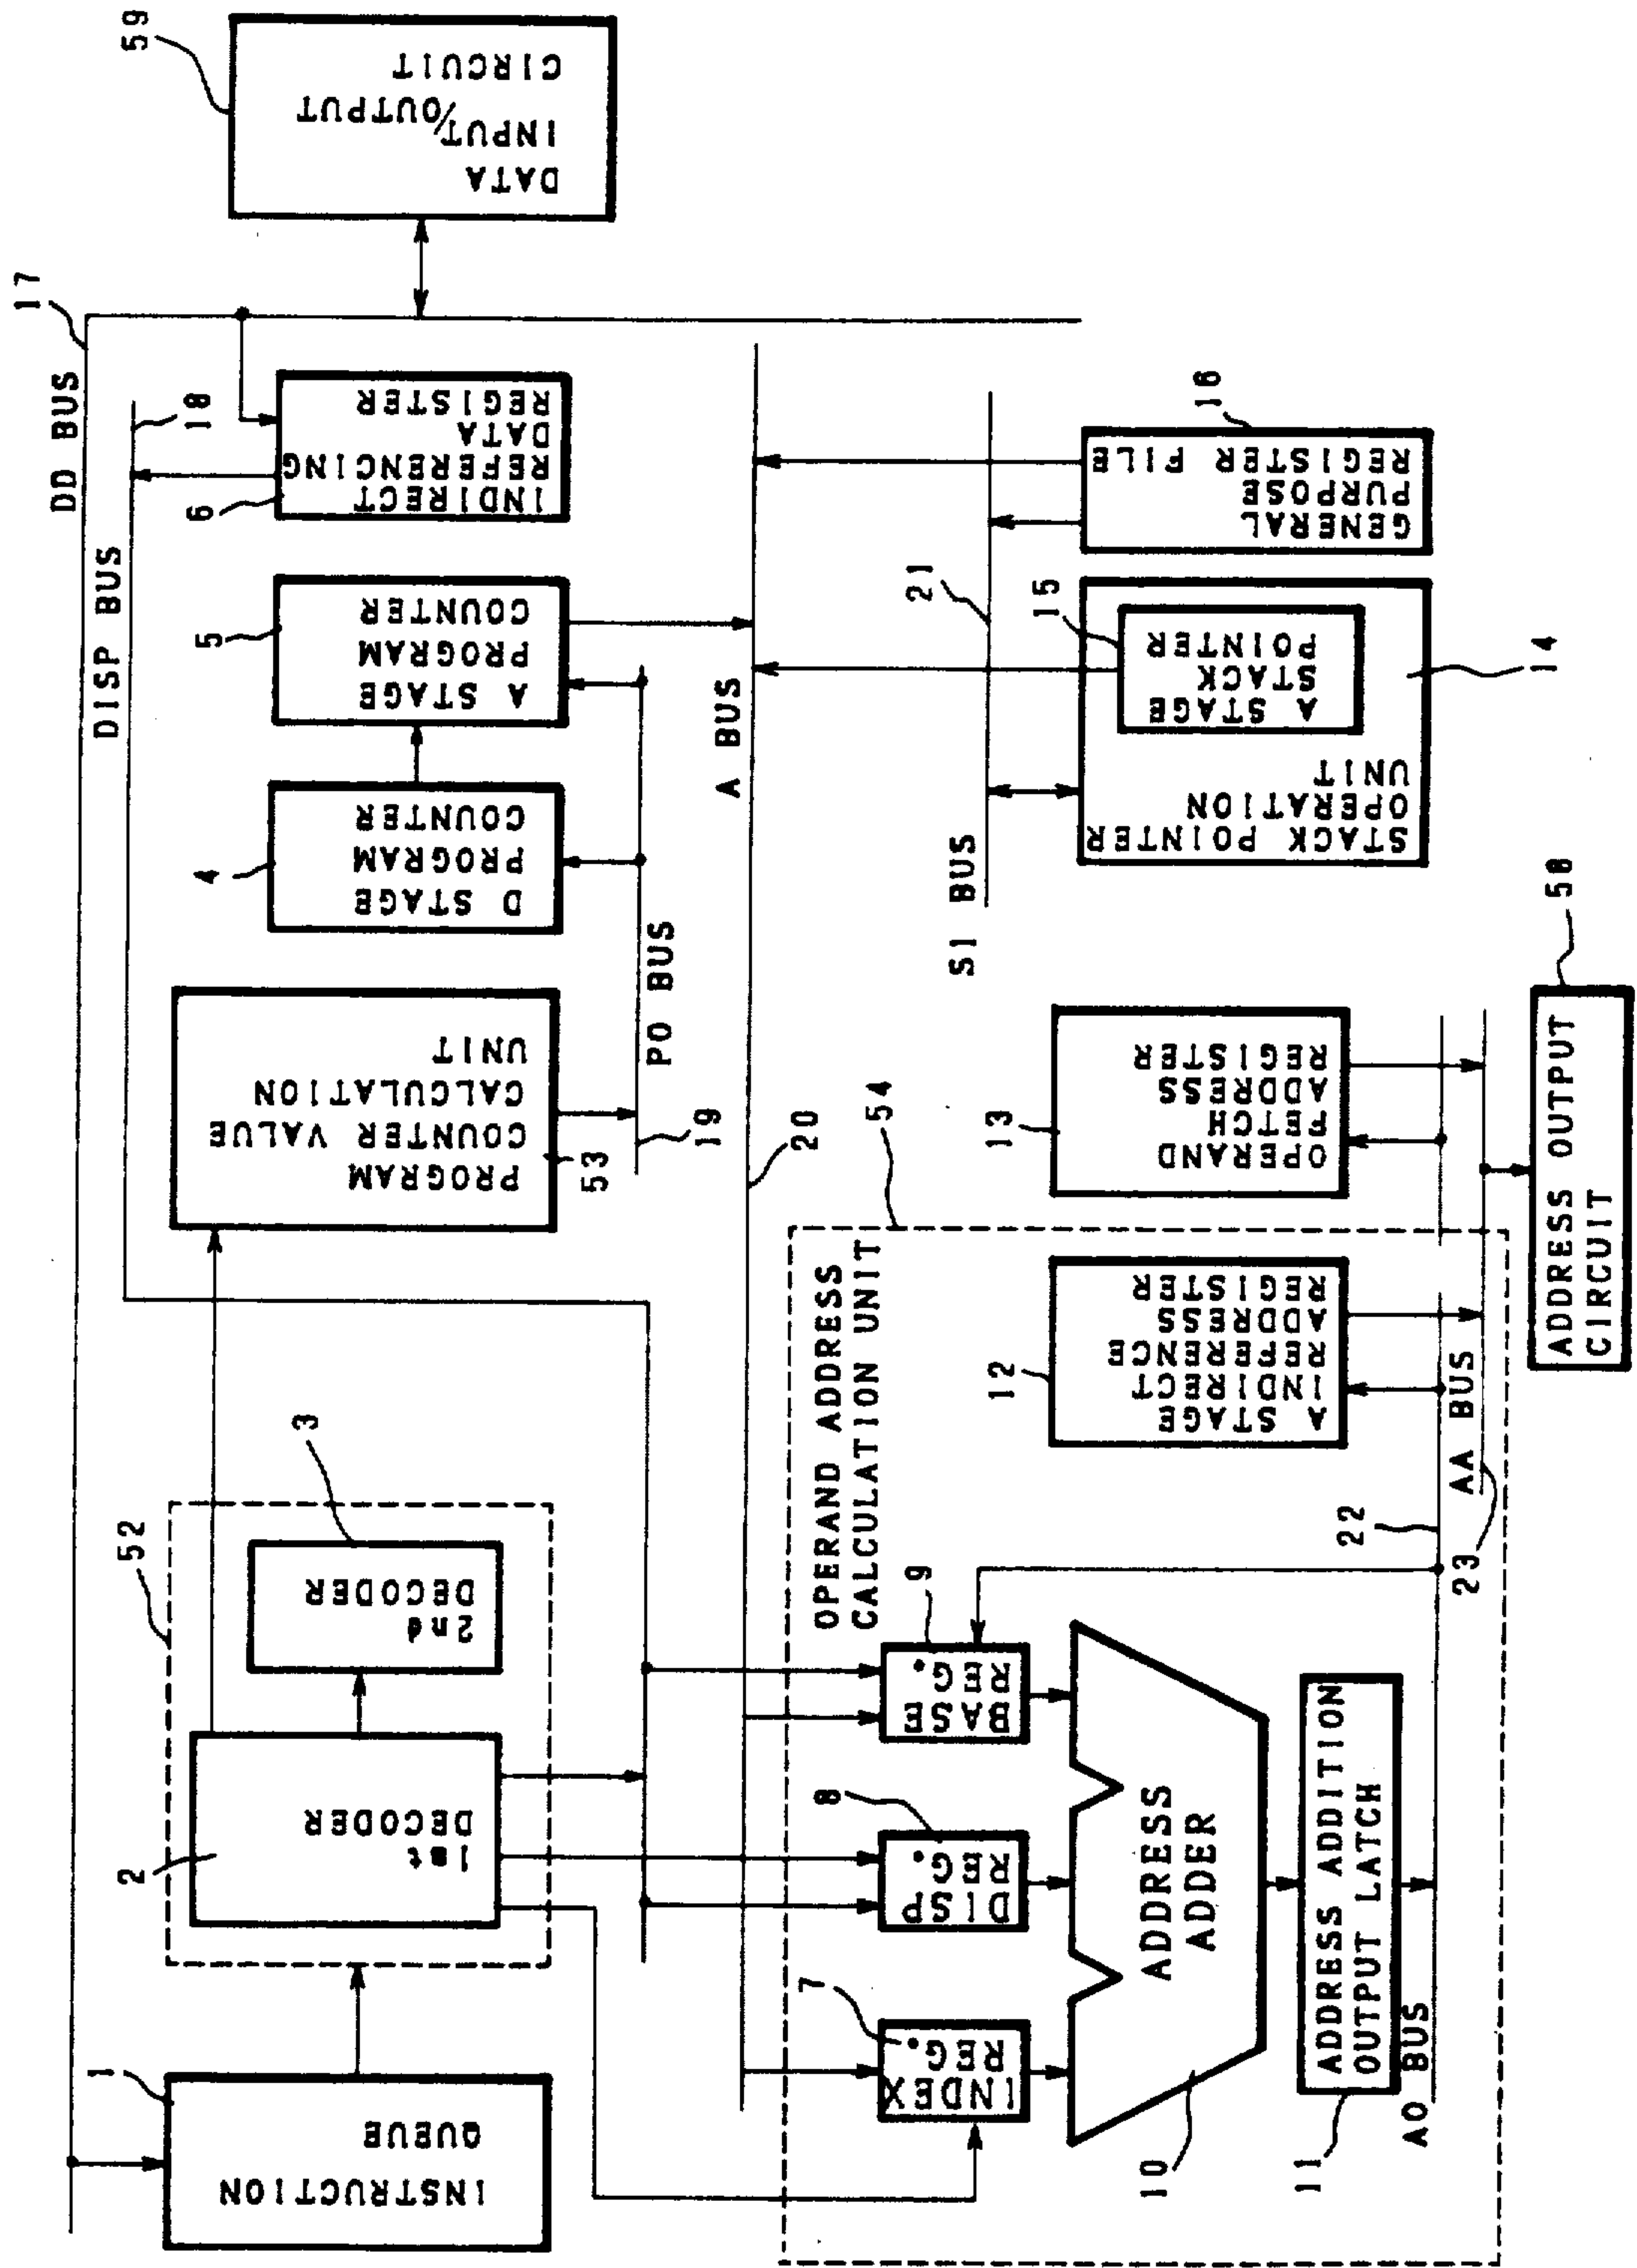 DD BUS
17
DISP BUS
18
59
DATA
INPUT/OUTPUT
CIRCUIT
1
INSTRUCTION
QUEUE
52
2
1st
DECODER
3
2nd
DECODER
PROGRAM
COUNTER VALUE
CALCULATION
UNIT
53
4
D STAGE
PROGRAM
COUNTER
5
A STAGE
PROGRAM
COUNTER
6
INDIRECT
REFERENCING
DATA
REGISTER
19
PO BUS
20
A BUS
OPERAND ADDRESS
CALCULATION UNIT
54
7
INDEX
REG.
8
DISP
REG.
9
BASE
REG.
10
ADDRESS
ADDER
11
ADDRESS ADDITION
OUTPUT LATCH
AO BUS
22
12
A STAGE
INDIRECT
REFERENCE
ADDRESS
REGISTER
13
OPERAND
FETCH
ADDRESS
REGISTER
AA BUS
23
S1 BUS
21
STACK POINTER
OPERATION
UNIT
14
15
A STAGE
STACK
POINTER
16
GENERAL
PURPOSE
REGISTER FILE
58
ADDRESS OUTPUT
CIRCUIT